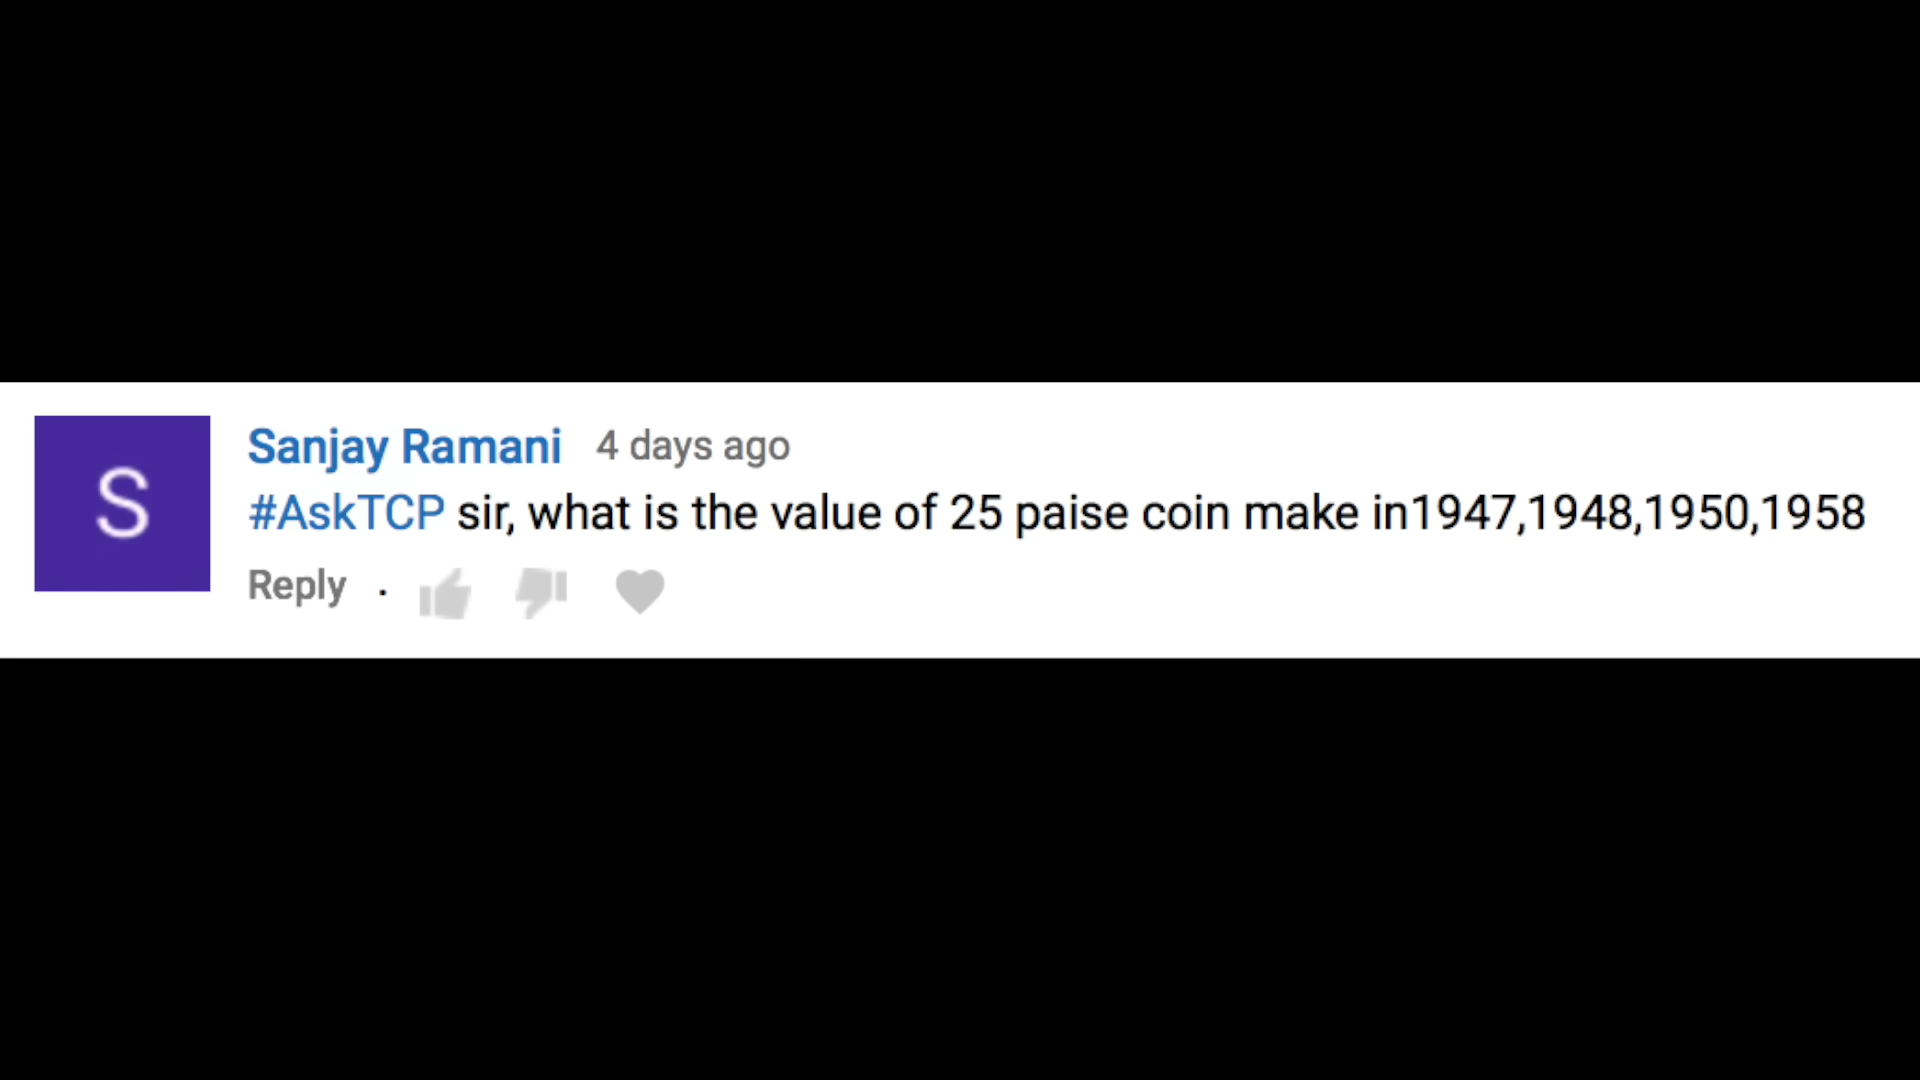 S
Sanjay Ramani 4 days ago
#AskTCP sir, what is the value of 25 paise coin make in1947,1948,1950,1958
Reply .